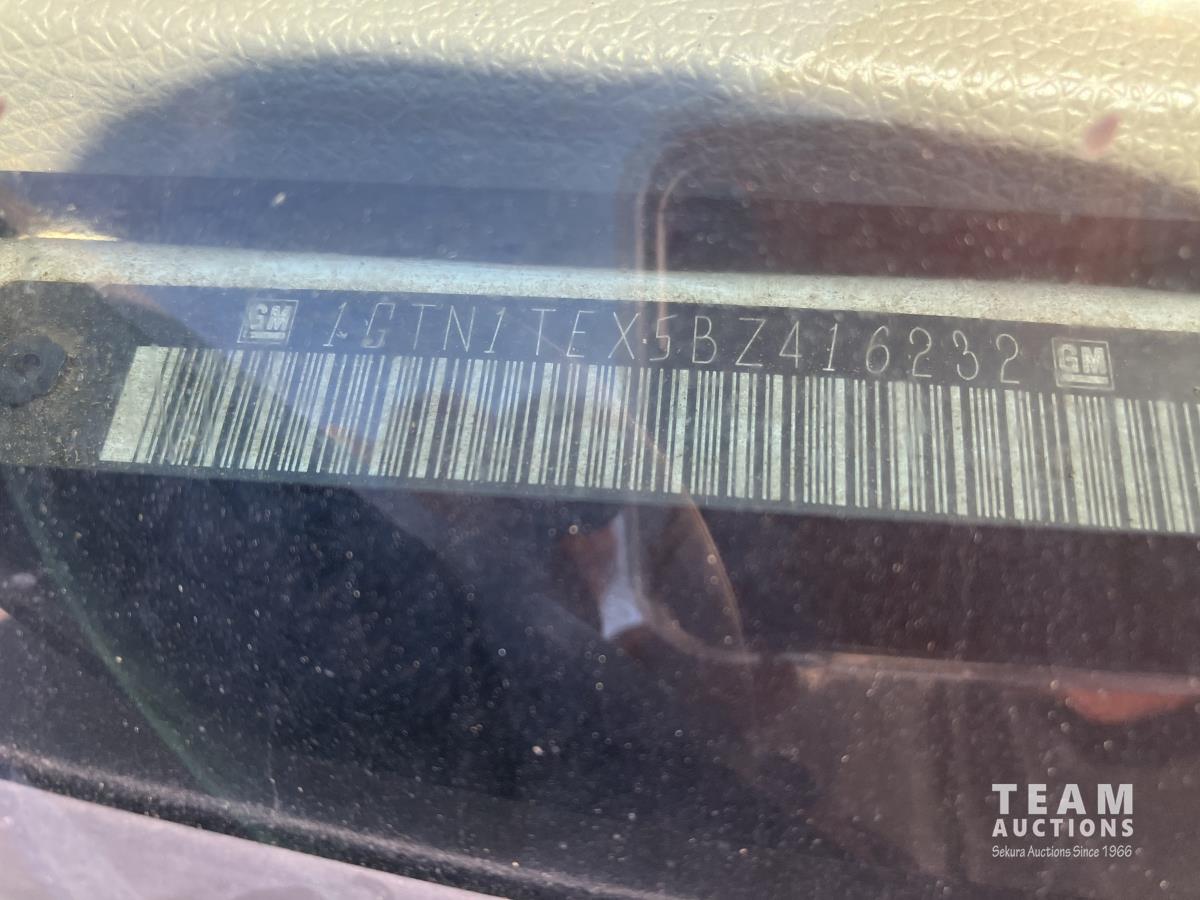 GM 1GTN1TEX5BZ416232 GM
TEAM
AUCTIONS
Sekura Auctions Since 1966